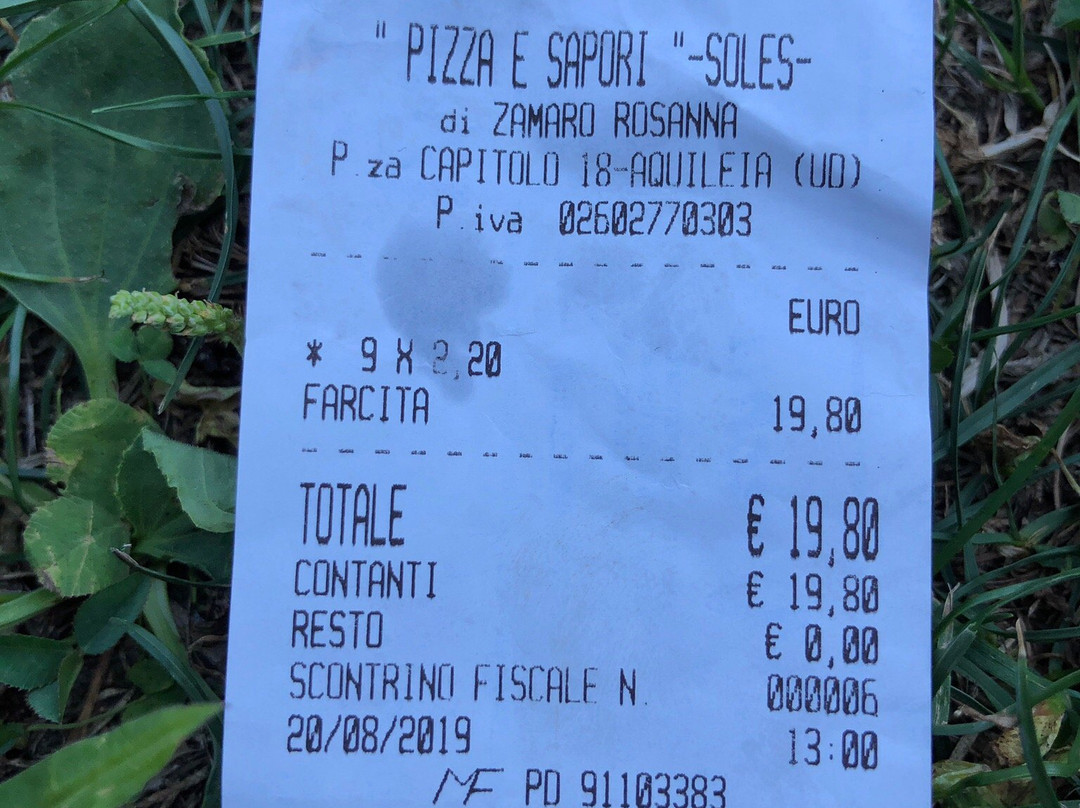 " PIZZA E SAPORI "-SOLES-
di ZAMARO ROSANNA
P.za CAPITOLO 18-AQUILEIA (UD)
P.iva 02602770303
EURO
* 9 X 2,20
FARCITA 19,80
TOTALE € 19,80
CONTANTI € 19,80
RESTO € 0,00
SCONTRINO FISCALE N. 000006
20/08/2019 13:00
MF PD 91103383